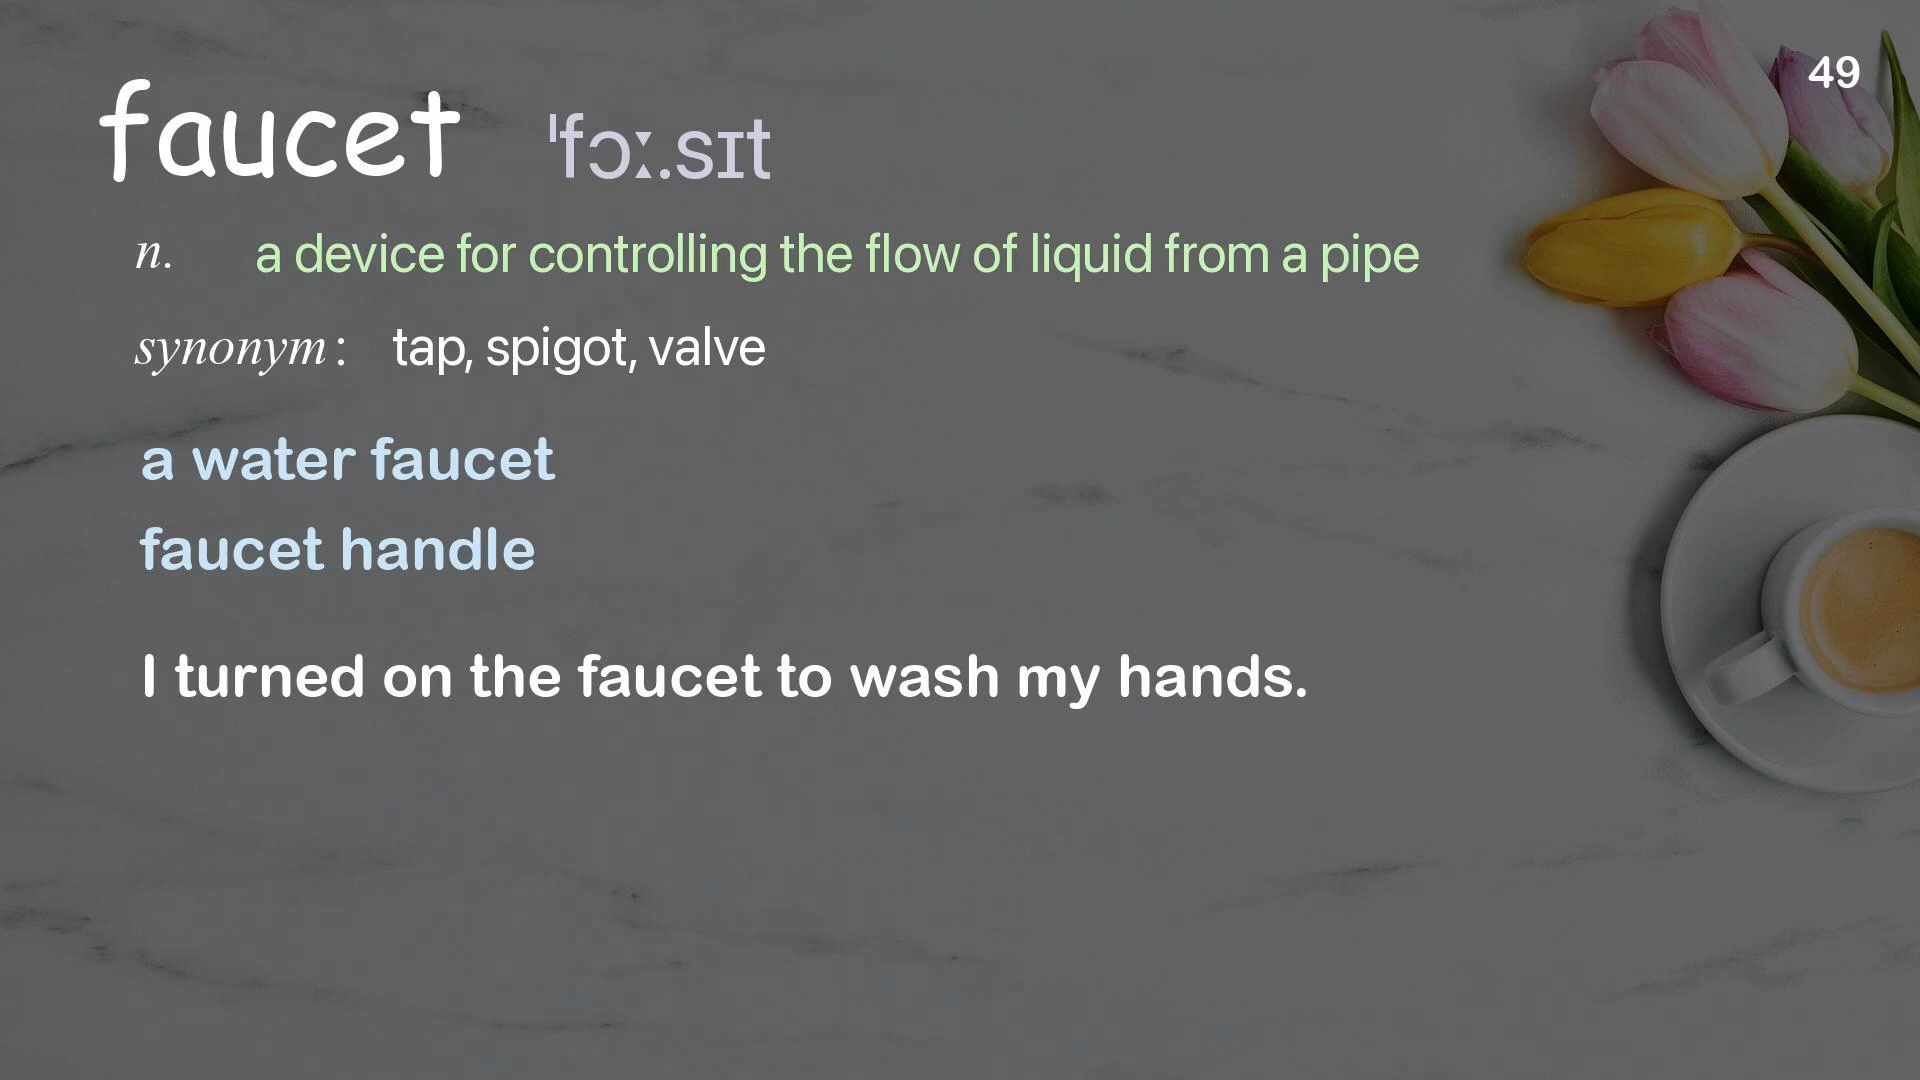 49
faucet ˈfɔː.sɪt
n. a device for controlling the flow of liquid from a pipe
synonym: tap, spigot, valve
a water faucet
faucet handle
I turned on the faucet to wash my hands.